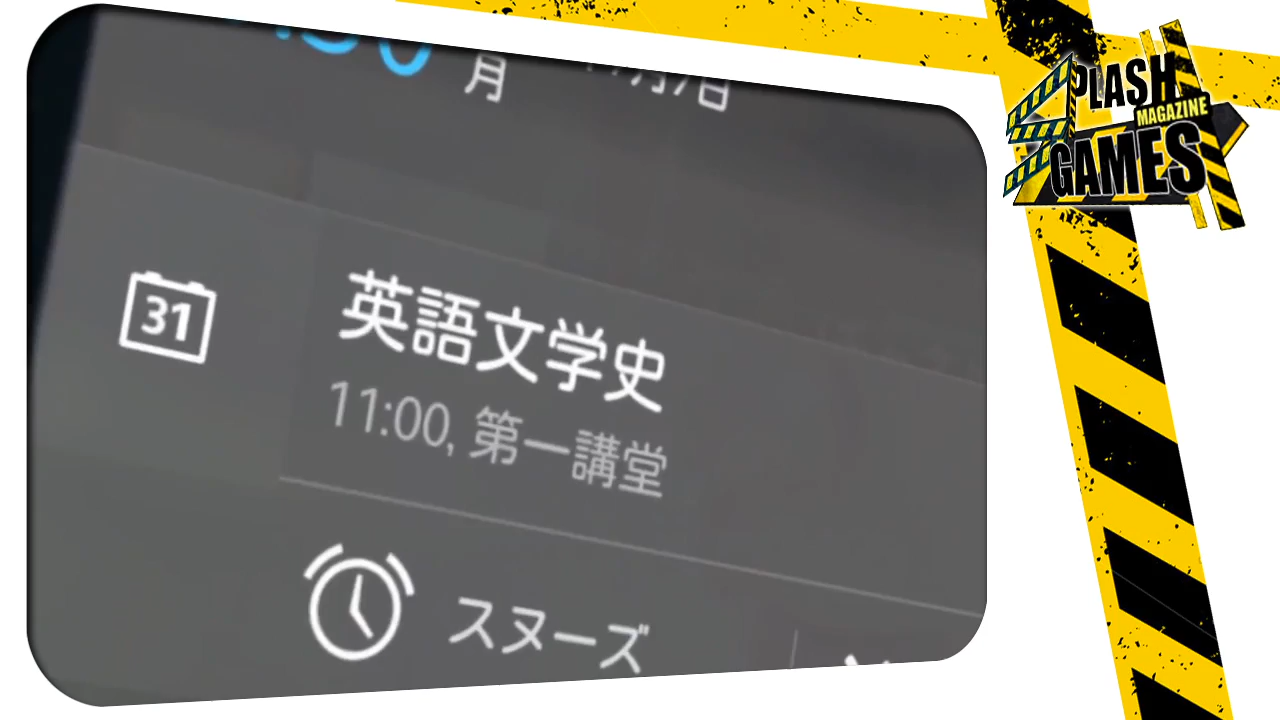 月
英語文学史
31
11:00, 第一講堂
スヌーズ
SPLASH
MAGAZINE
GAMES